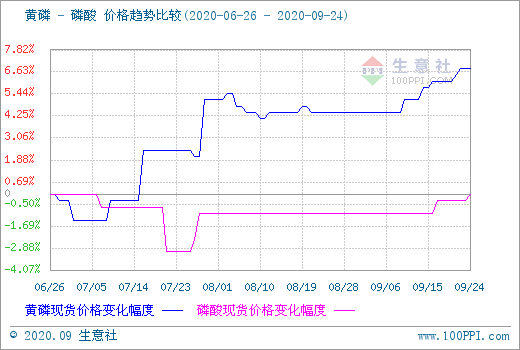 黄磷 - 磷酸 价格趋势比较(2020-06-26 - 2020-09-24)
7.82%
6.63%
5.44%
4.25%
3.06%
1.88%
0.69%
0
-0.50%
-1.69%
-2.88%
-4.07%
生意社
100PPI.com
06/26 07/05 07/14 07/23 08/01 08/10 08/19 08/28 09/06 09/15 09/24
黄磷现货价格变化幅度 磷酸现货价格变化幅度
© 2020.09 生意社 www.100PPI.com